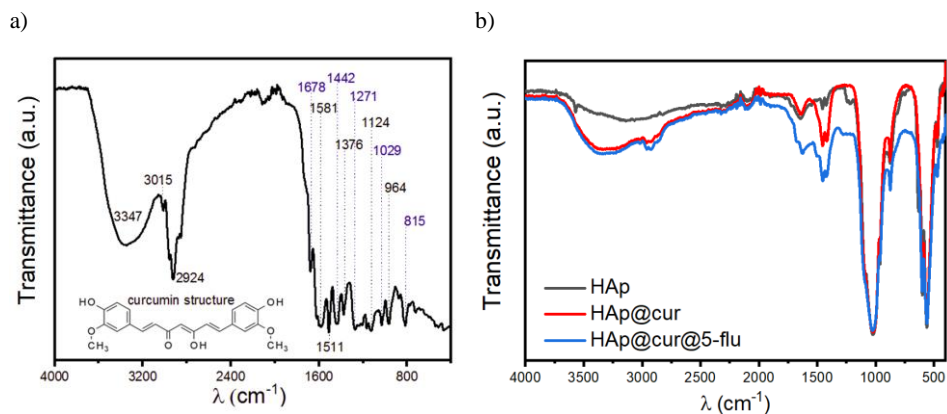 a)
b)
Transmittance (a.u.)
1678
1442
1581
1271
1124
1376
1029
964
815
3015
3347
2924
1511
curcumin structure
HO
OH
O
CH₃
O
OH
O
CH₃
4000
3200
2400
1600
800
λ (cm⁻¹)
Transmittance (a.u.)
HAp
HAp@cur
HAp@cur@5-flu
4000
3500
3000
2500
2000
1500
1000
500
λ (cm⁻¹)